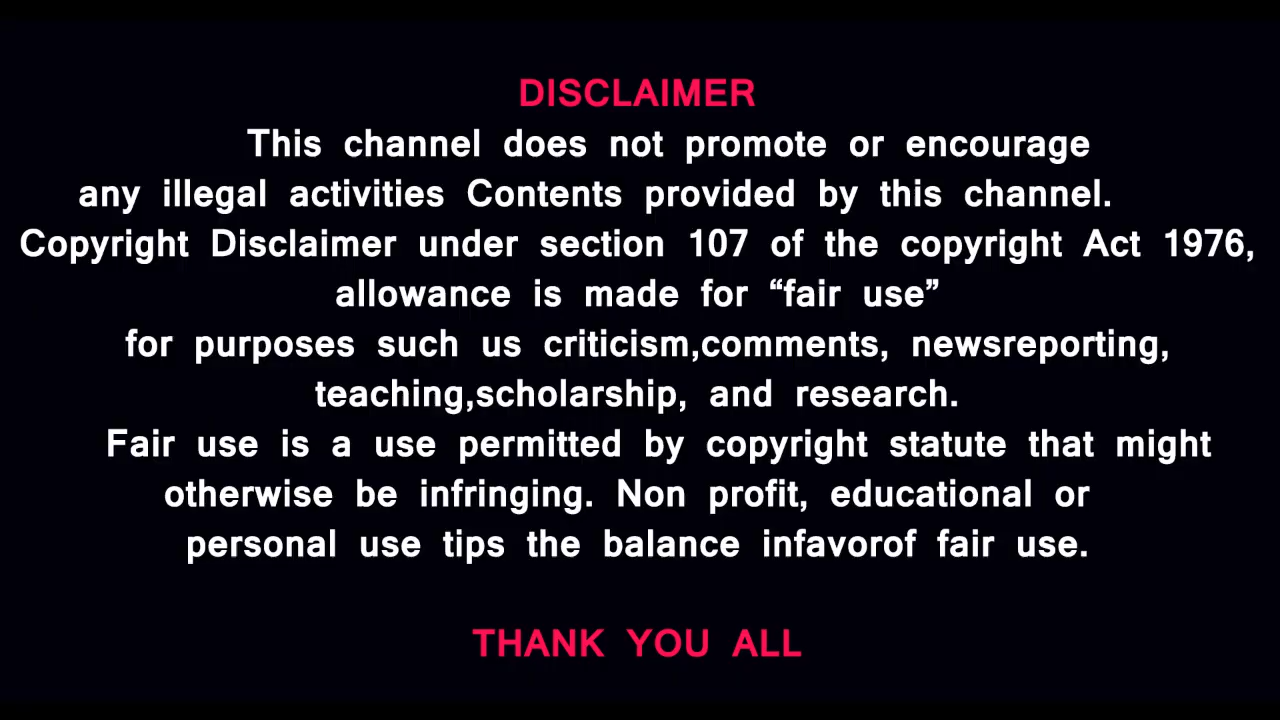 DISCLAIMER
This channel does not promote or encourage
any illegal activities Contents provided by this channel.
Copyright Disclaimer under section 107 of the copyright Act 1976,
allowance is made for “fair use”
for purposes such us criticism,comments, newsreporting,
teaching,scholarship, and research.
Fair use is a use permitted by copyright statute that might
otherwise be infringing. Non profit, educational or
personal use tips the balance infavorof fair use.
THANK YOU ALL